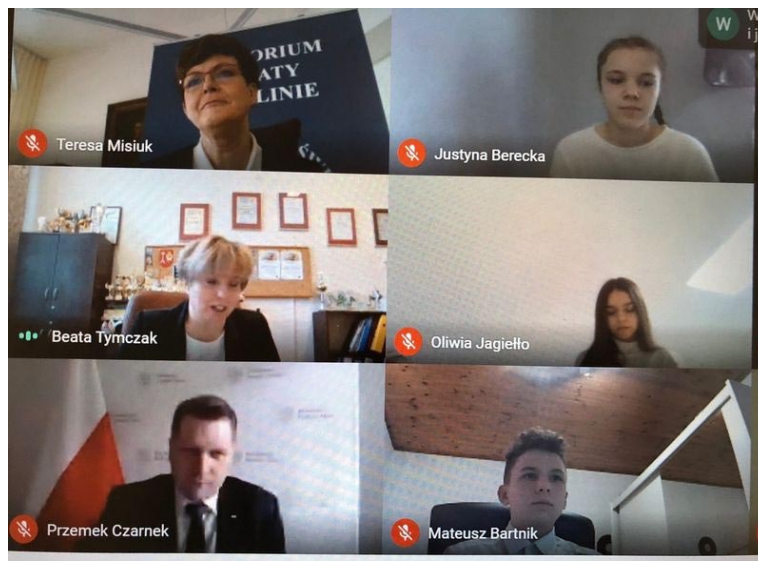 W
ORIUM
ATY
LINIE
Teresa Misiuk
Justyna Berecka
Beata Tymczak
Oliwia Jagiełło
Przemek Czarnek
Mateusz Bartnik